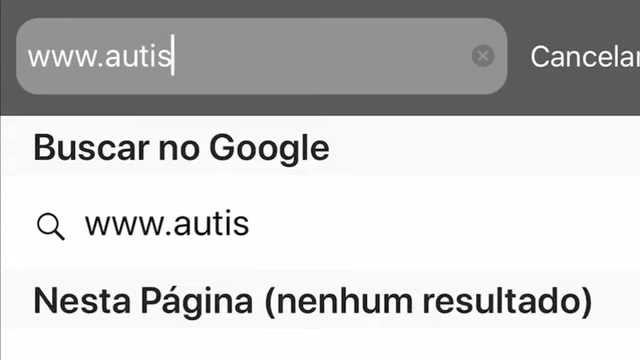 www.autis
Cancelar
Buscar no Google
www.autis
Nesta Página (nenhum resultado)